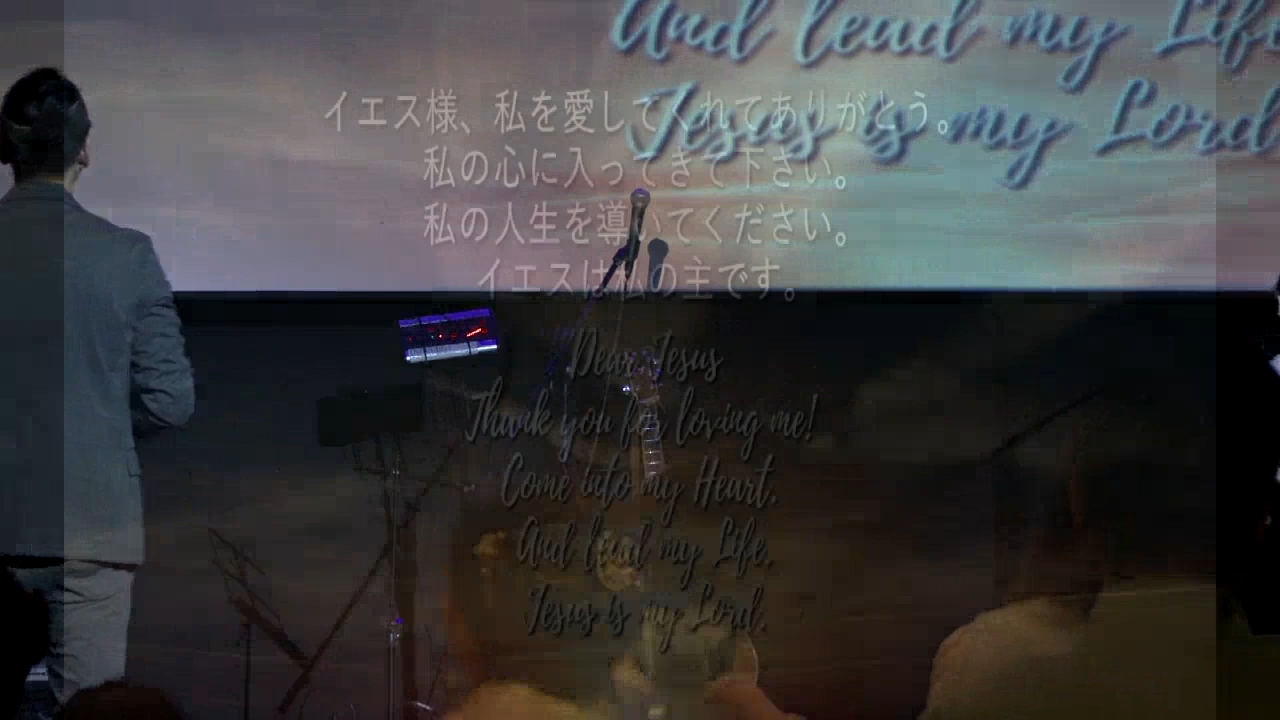 And lead my Life
Jesus is my Lord
イエス様、私を愛してくれてありがとう。
私の心に入ってきて下さい。
私の人生を導いてください。
イエスは私の主です。
Dear Jesus
Thank you for loving me!
Come into my Heart.
And lead my Life.
Jesus is my Lord.